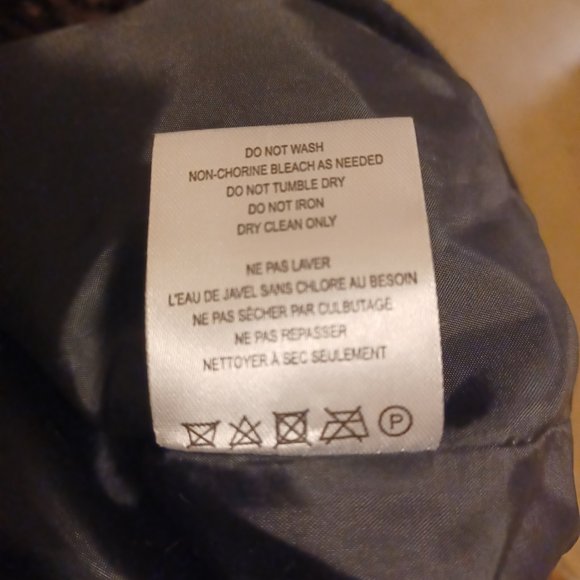 DO NOT WASH
NON-CHORINE BLEACH AS NEEDED
DO NOT TUMBLE DRY
DO NOT IRON
DRY CLEAN ONLY
NE PAS LAVER
L'EAU DE JAVEL SANS CHLORE AU BESOIN
NE PAS SÉCHER PAR CULBUTAGE
NE PAS REPASSER
NETTOYER À SEC SEULEMENT
P